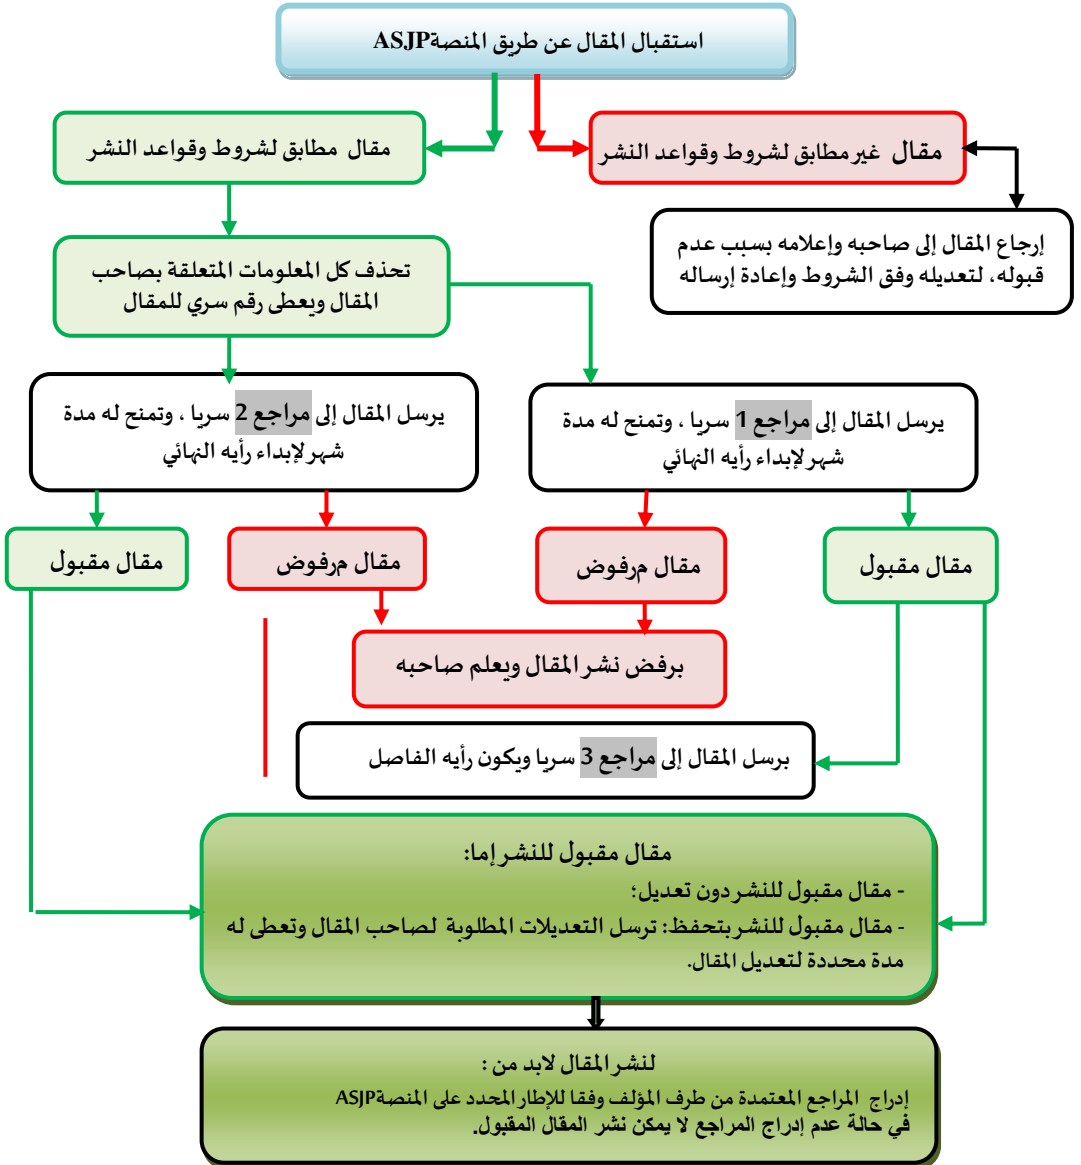 استقبال المقال عن طريق المنصةASJP
مقال غير مطابق لشروط وقواعد النشر
مقال مطابق لشروط وقواعد النشر
إرجاع المقال إلى صاحبه وإعلامه بسبب عدم
قبوله، لتعديله وفق الشروط وإعادة إرساله
تحذف كل المعلومات المتعلقة بصاحب
المقال ويعطى رقم سري للمقال
يرسل المقال إلى مراجع 1 سريا ، وتمنح له مدة
شهر لإبداء رأيه النهائي
يرسل المقال إلى مراجع 2 سريا ، وتمنح له مدة
شهر لإبداء رأيه النهائي
مقال مقبول
مقال مرفوض
مقال مرفوض
مقال مقبول
برفض نشر المقال ويعلم صاحبه
برسل المقال إلى مراجع 3 سريا ويكون رأيه الفاصل
مقال مقبول للنشر إما:
- مقال مقبول للنشر دون تعديل؛
- مقال مقبول للنشر بتحفظ: ترسل التعديلات المطلوبة لصاحب المقال وتعطى له
مدة محددة لتعديل المقال.
لنشر المقال لابد من :
إدراج المراجع المعتمدة من طرف المؤلف وفقا للإطار المحدد على المنصةASJP
في حالة عدم إدراج المراجع لا يمكن نشر المقال المقبول.